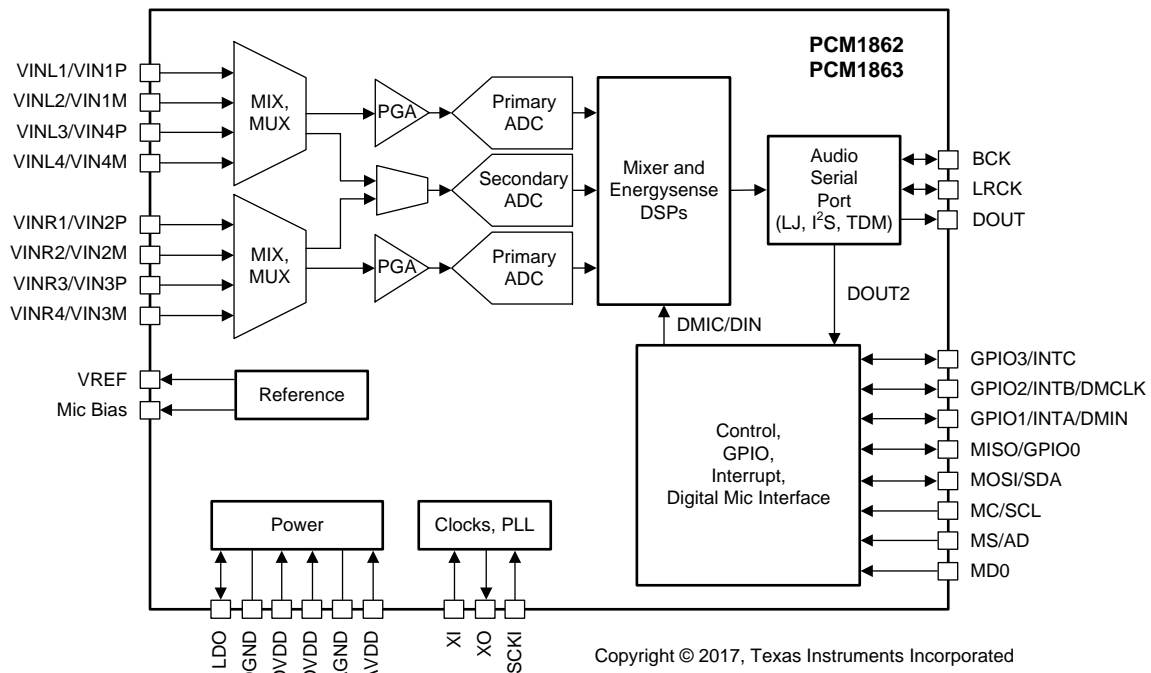 PCM1862
PCM1863
VINL1/VIN1P
VINL2/VIN1M
VINL3/VIN4P
VINL4/VIN4M
VINR1/VIN2P
VINR2/VIN2M
VINR3/VIN3P
VINR4/VIN3M
VREF
Mic Bias
MIX,
MUX
MIX,
MUX
PGA
PGA
Primary
ADC
Secondary
ADC
Primary
ADC
Mixer and
Energysense
DSPs
Audio
Serial
Port
(LJ, I²S, TDM)
BCK
LRCK
DOUT
DOUT2
DMIC/DIN
Reference
Control,
GPIO,
Interrupt,
Digital Mic Interface
GPIO3/INTC
GPIO2/INTB/DMCLK
GPIO1/INTA/DMIN
MISO/GPIO0
MOSI/SDA
MC/SCL
MS/AD
MD0
Power
Clocks, PLL
LDO
XI
XO
SCKI
Copyright © 2017, Texas Instruments Incorporated